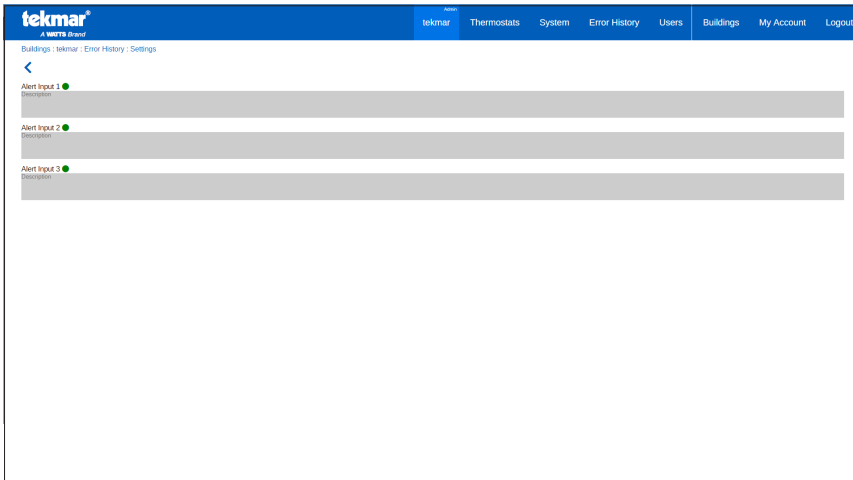 tekmar®
A WATTS Brand
Admin
tekmar Thermostats System Error History Users Buildings My Account Logout
Buildings : tekmar : Error History : Settings
Alert Input 1
Description
Alert Input 2
Description
Alert Input 3
Description